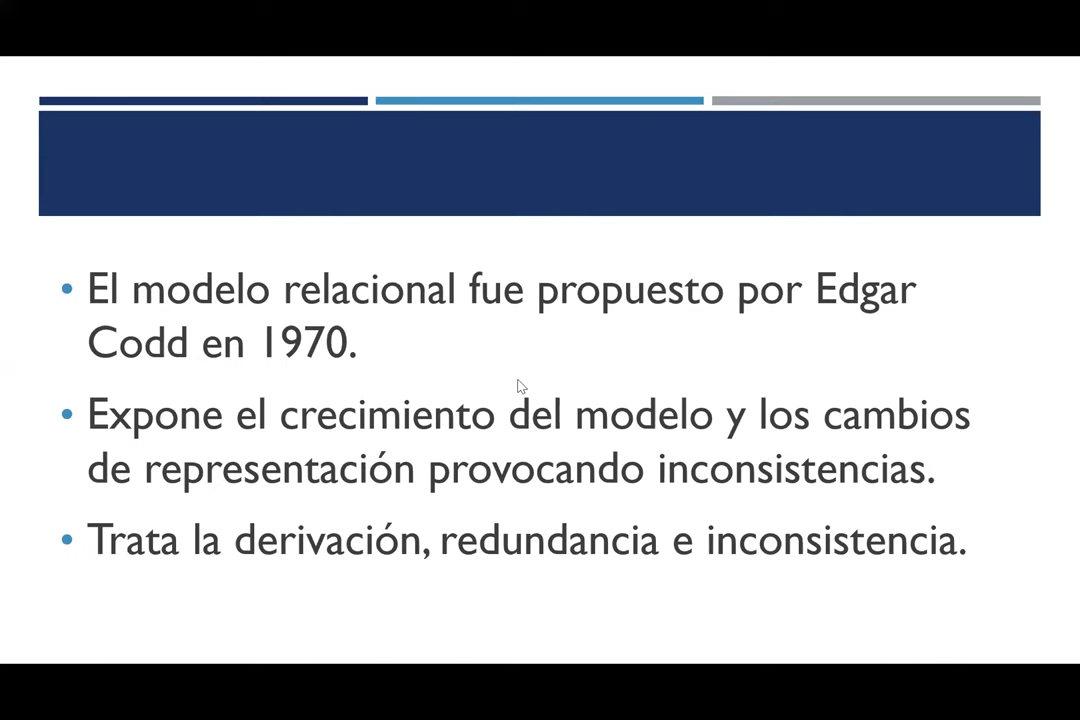 • El modelo relacional fue propuesto por Edgar
Codd en 1970.
• Expone el crecimiento del modelo y los cambios
de representación provocando inconsistencias.
• Trata la derivación, redundancia e inconsistencia.